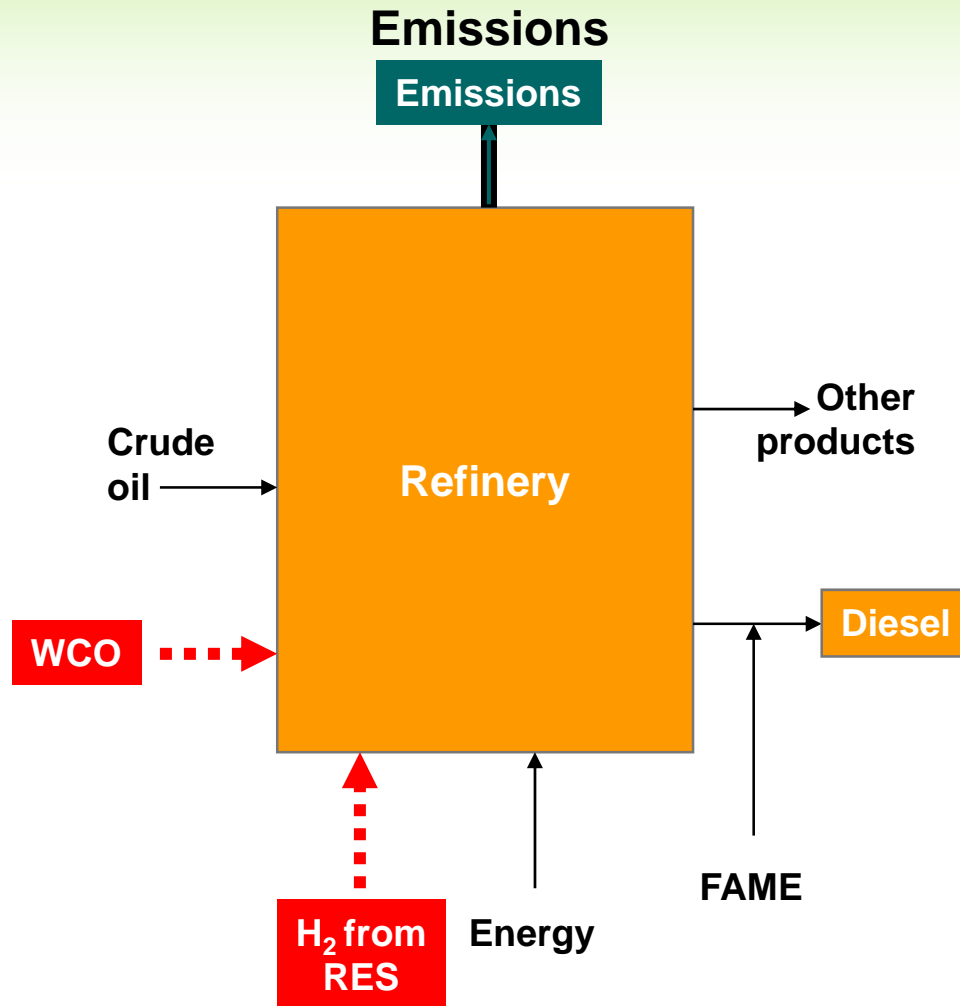 Emissions
Emissions
Other
products
Crude
oil
Refinery
Diesel
WCO
FAME
H₂ from
RES
Energy